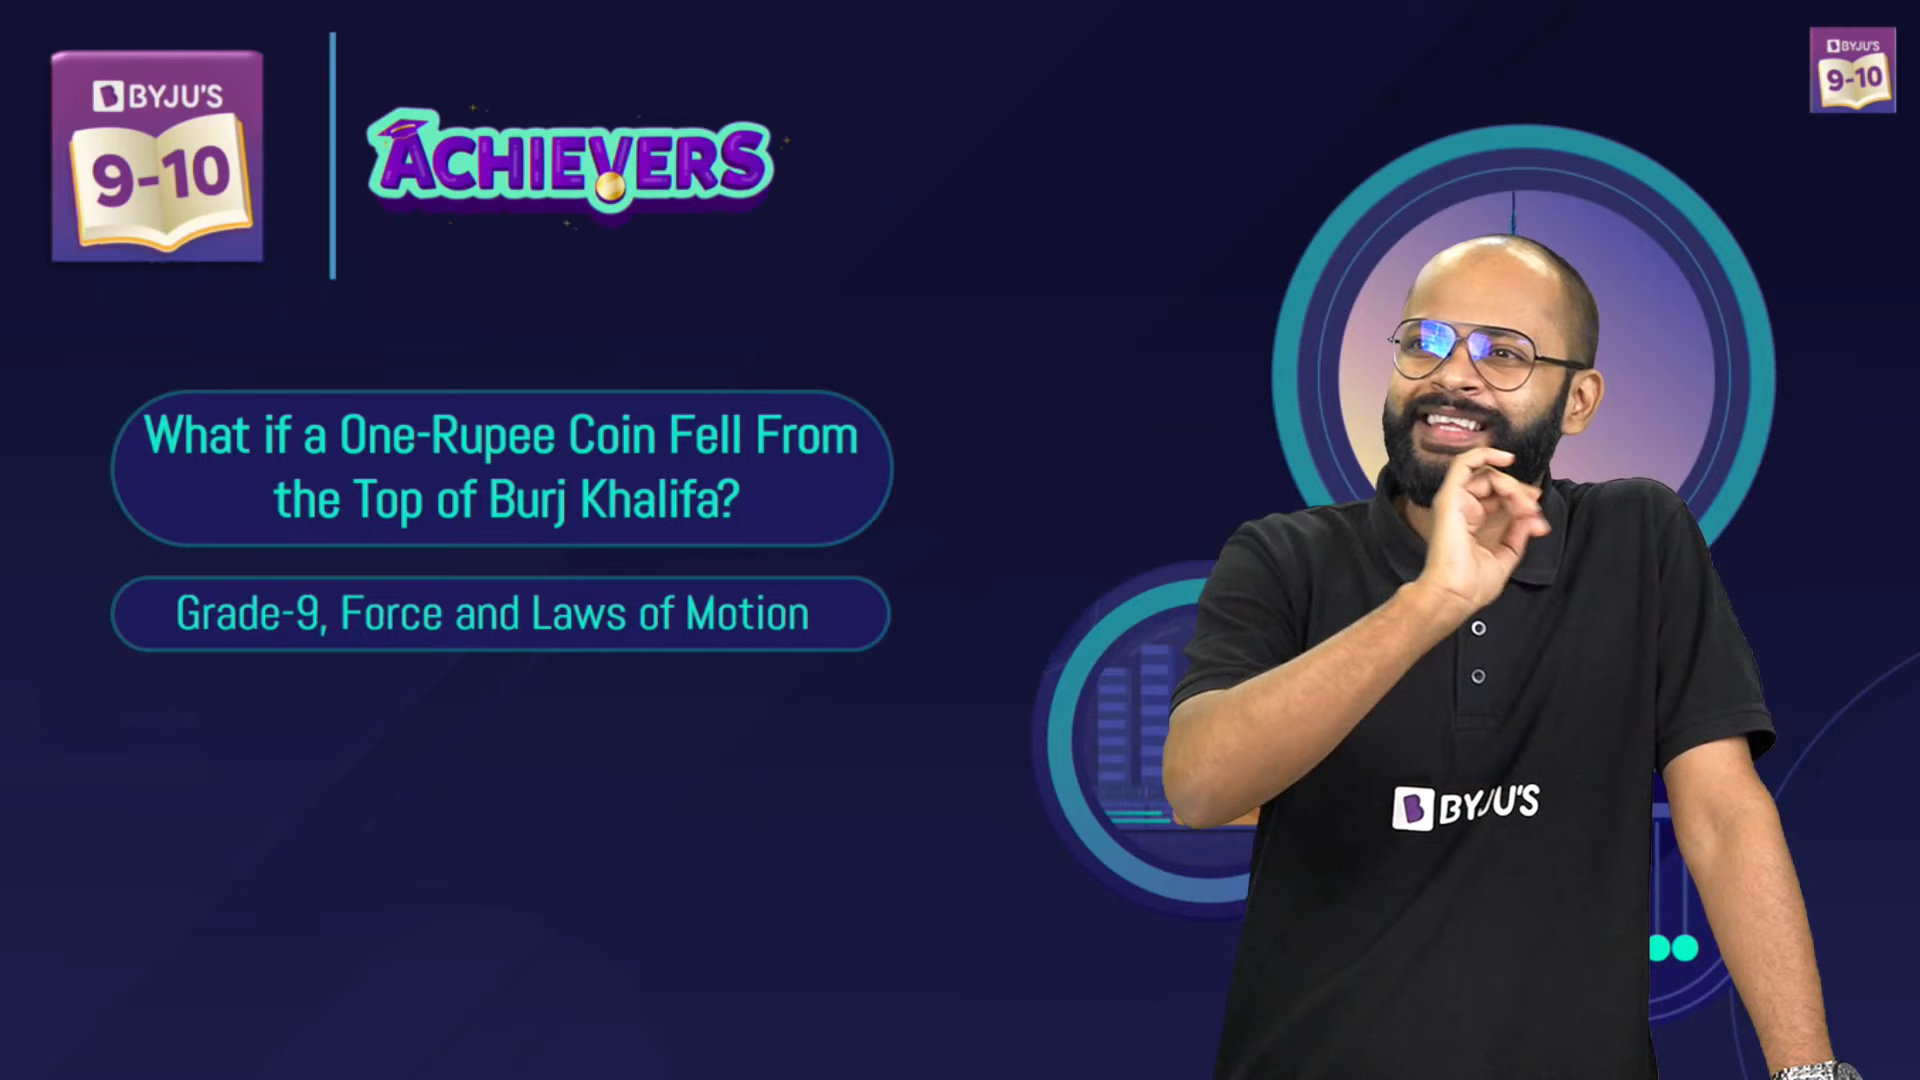 BYJU'S
9-10
ACHIEVERS
BYJU'S
9-10
What if a One-Rupee Coin Fell From
the Top of Burj Khalifa?
Grade-9, Force and Laws of Motion
BYJU'S